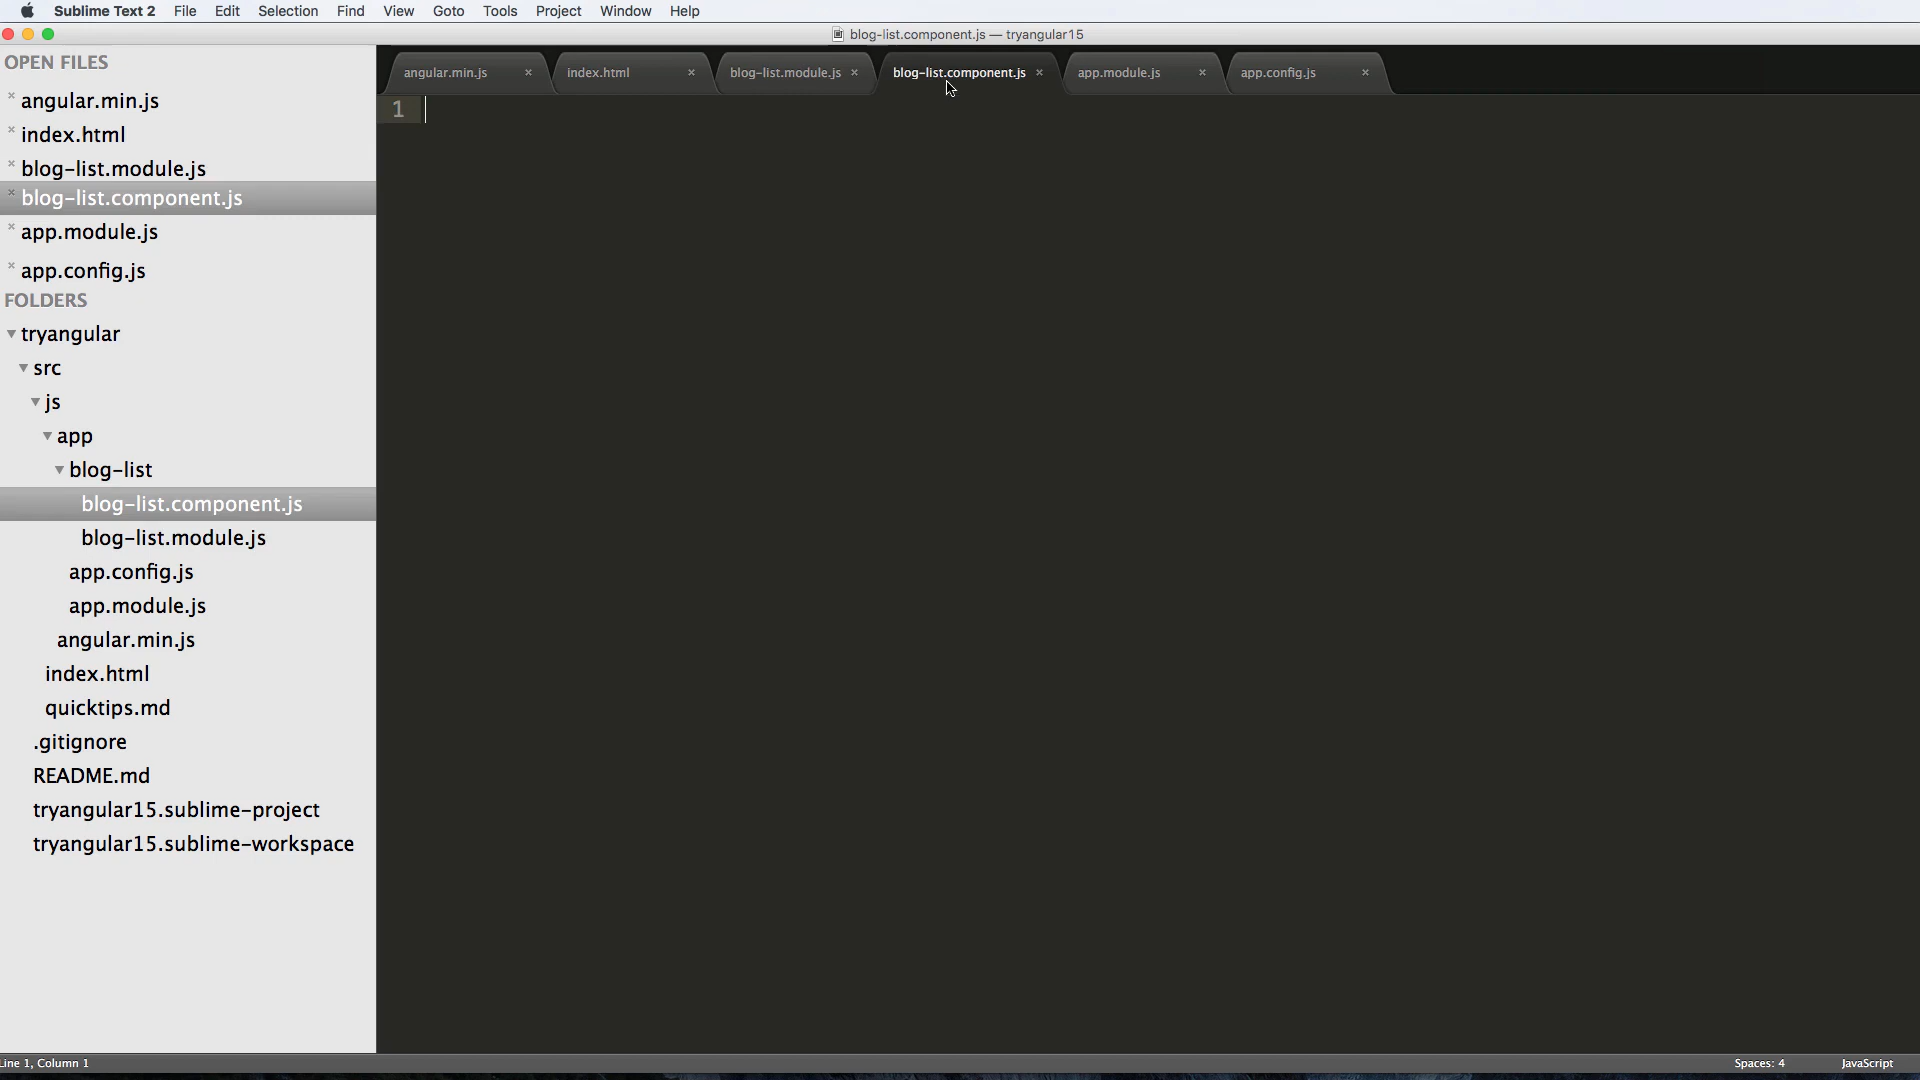 Sublime Text 2 File Edit Selection Find View Goto Tools Project Window Help
blog-list.component.js — tryangular15
OPEN FILES
angular.min.js
index.html
blog-list.module.js
blog-list.component.js
app.module.js
app.config.js
FOLDERS
tryangular
src
js
app
blog-list
blog-list.component.js
blog-list.module.js
app.config.js
app.module.js
angular.min.js
index.html
quicktips.md
.gitignore
README.md
tryangular15.sublime-project
tryangular15.sublime-workspace
angular.min.js index.html blog-list.module.js blog-list.component.js app.module.js app.config.js
1
Line 1, Column 1 Spaces: 4 JavaScript